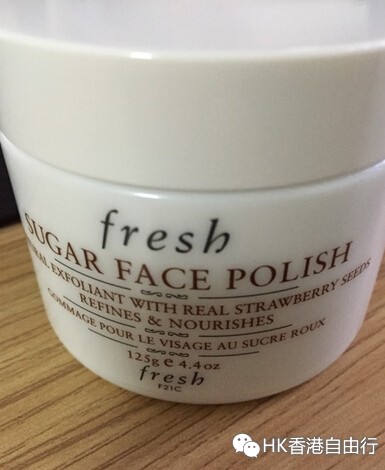 fresh
SUGAR FACE POLISH
RAL EXFOLIANT WITH REAL STRAWBERRY SEEDS
REFINES & NOURISHES
GOMMAGE POUR LE VISAGE AU SUCRE ROUX
125g e 4.4oz
fresh
F21C
HK香港自由行